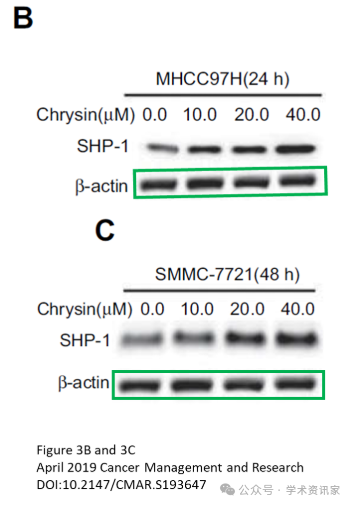 B
MHCC97H(24 h)
Chrysin(μM) 0.0 10.0 20.0 40.0
SHP-1
β-actin
C
SMMC-7721(48 h)
Chrysin(μM) 0.0 10.0 20.0 40.0
SHP-1
β-actin
Figure 3B and 3C
April 2019 Cancer Management and Research
DOI:10.2147/CMAR.S193647
公众号 · 学术资讯家